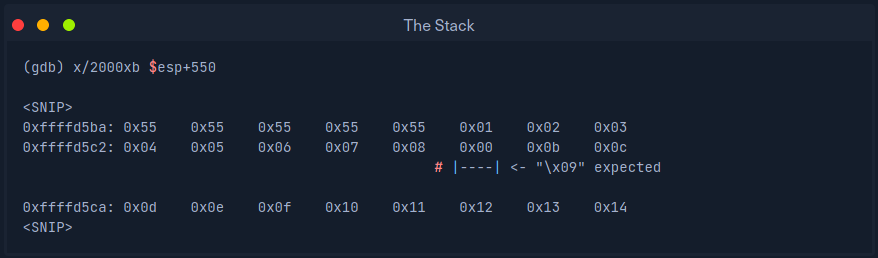 The Stack
(gdb) x/2000xb $esp+550
<SNIP>
0xffffd5ba: 0x55 0x55 0x55 0x55 0x55 0x01 0x02 0x03
0xffffd5c2: 0x04 0x05 0x06 0x07 0x08 0x00 0x0b 0x0c
# |----| <- "\x09" expected
0xffffd5ca: 0x0d 0x0e 0x0f 0x10 0x11 0x12 0x13 0x14
<SNIP>